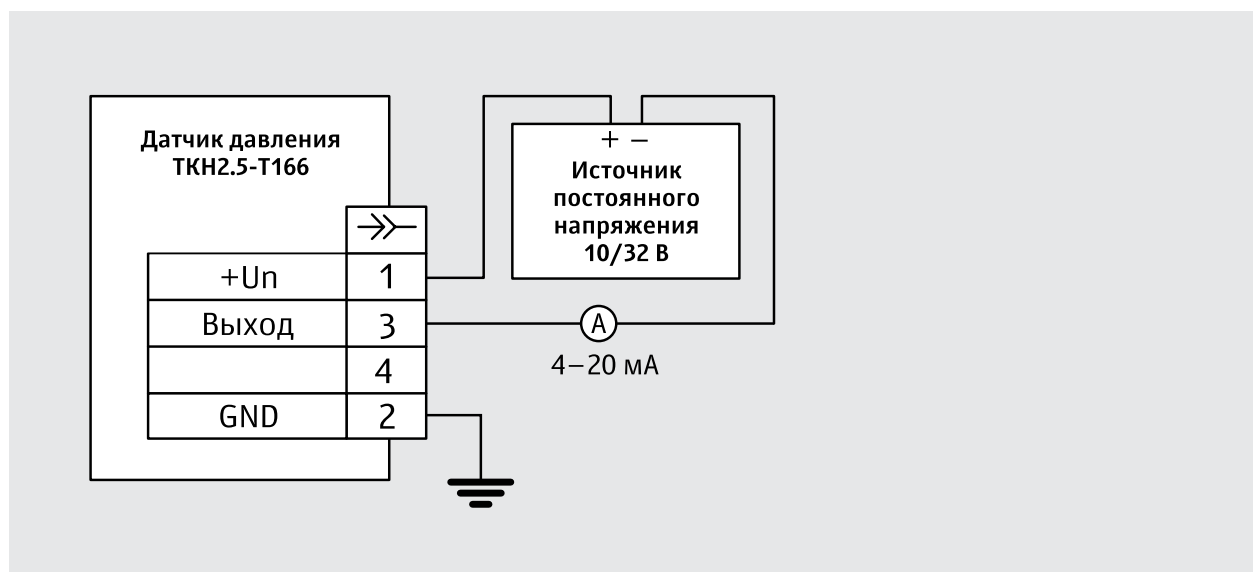 Датчик давления
ТКН2.5-Т166
+ −
Источник
постоянного
напряжения
10/32 В
+Un 1
Выход 3
4
GND 2
A
4−20 мА